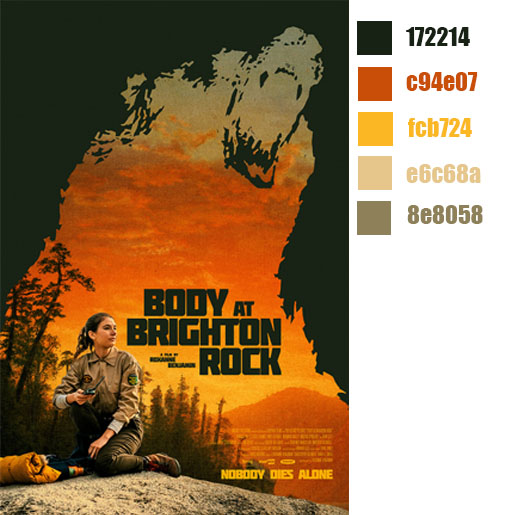 BODY AT
BRIGHTON
A FILM BY
ROXANNE
BENJAMIN
ROCK
NOBODY DIES ALONE
172214
c94e07
fcb724
e6c68a
8e8058